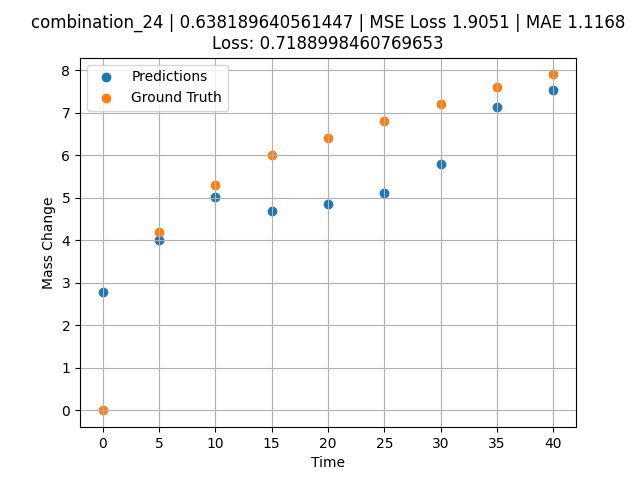 combination_24 | 0.638189640561447 | MSE Loss 1.9051 | MAE 1.1168
Loss: 0.7188998460769653
Predictions
Ground Truth
8
7
6
5
4
3
2
1
0
Mass Change
0 5 10 15 20 25 30 35 40
Time